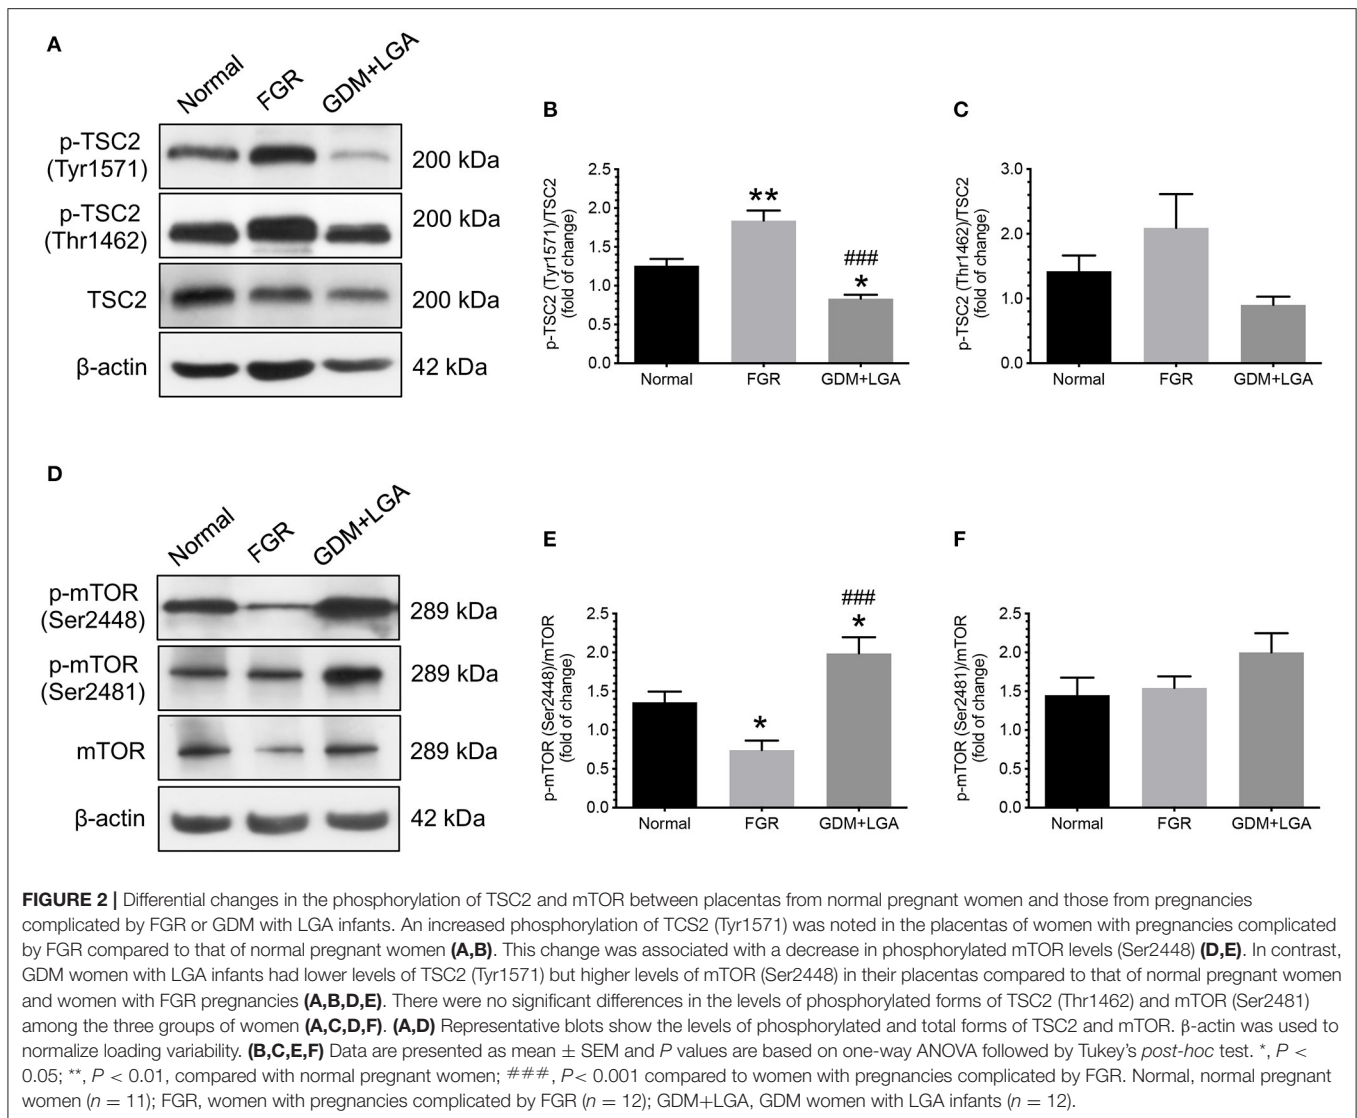 A
Normal
FGR
GDM+LGA
p-TSC2
(Tyr1571)
200 kDa
p-TSC2
(Thr1462)
200 kDa
TSC2
200 kDa
β-actin
42 kDa
B
p-TSC2 (Tyr1571)/TSC2
(fold of change)
2.5
2.0
1.5
1.0
0.5
0.0
**
###
*
Normal
FGR
GDM+LGA
C
p-TSC2 (Thr1462)/TSC2
(fold of change)
3.0
2.0
1.0
0.0
Normal
FGR
GDM+LGA
D
Normal
FGR
GDM+LGA
p-mTOR
(Ser2448)
289 kDa
p-mTOR
(Ser2481)
289 kDa
mTOR
289 kDa
β-actin
42 kDa
E
p-mTOR (Ser2448)/mTOR
(fold of change)
2.5
2.0
1.5
1.0
0.5
0.0
*
###
*
Normal
FGR
GDM+LGA
F
p-mTOR (Ser2481)/mTOR
(fold of change)
2.5
2.0
1.5
1.0
0.5
0.0
Normal
FGR
GDM+LGA
FIGURE 2 | Differential changes in the phosphorylation of TSC2 and mTOR between placentas from normal pregnant women and those from pregnancies
complicated by FGR or GDM with LGA infants. An increased phosphorylation of TCS2 (Tyr1571) was noted in the placentas of women with pregnancies complicated
by FGR compared to that of normal pregnant women (A,B). This change was associated with a decrease in phosphorylated mTOR levels (Ser2448) (D,E). In contrast,
GDM women with LGA infants had lower levels of TSC2 (Tyr1571) but higher levels of mTOR (Ser2448) in their placentas compared to that of normal pregnant women
and women with FGR pregnancies (A,B,D,E). There were no significant differences in the levels of phosphorylated forms of TSC2 (Thr1462) and mTOR (Ser2481)
among the three groups of women (A,C,D,F). (A,D) Representative blots show the levels of phosphorylated and total forms of TSC2 and mTOR. β-actin was used to
normalize loading variability. (B,C,E,F) Data are presented as mean ± SEM and P values are based on one-way ANOVA followed by Tukey's post-hoc test. *, P <
0.05; **, P < 0.01, compared with normal pregnant women; ###, P< 0.001 compared to women with pregnancies complicated by FGR. Normal, normal pregnant
women (n = 11); FGR, women with pregnancies complicated by FGR (n = 12); GDM+LGA, GDM women with LGA infants (n = 12).